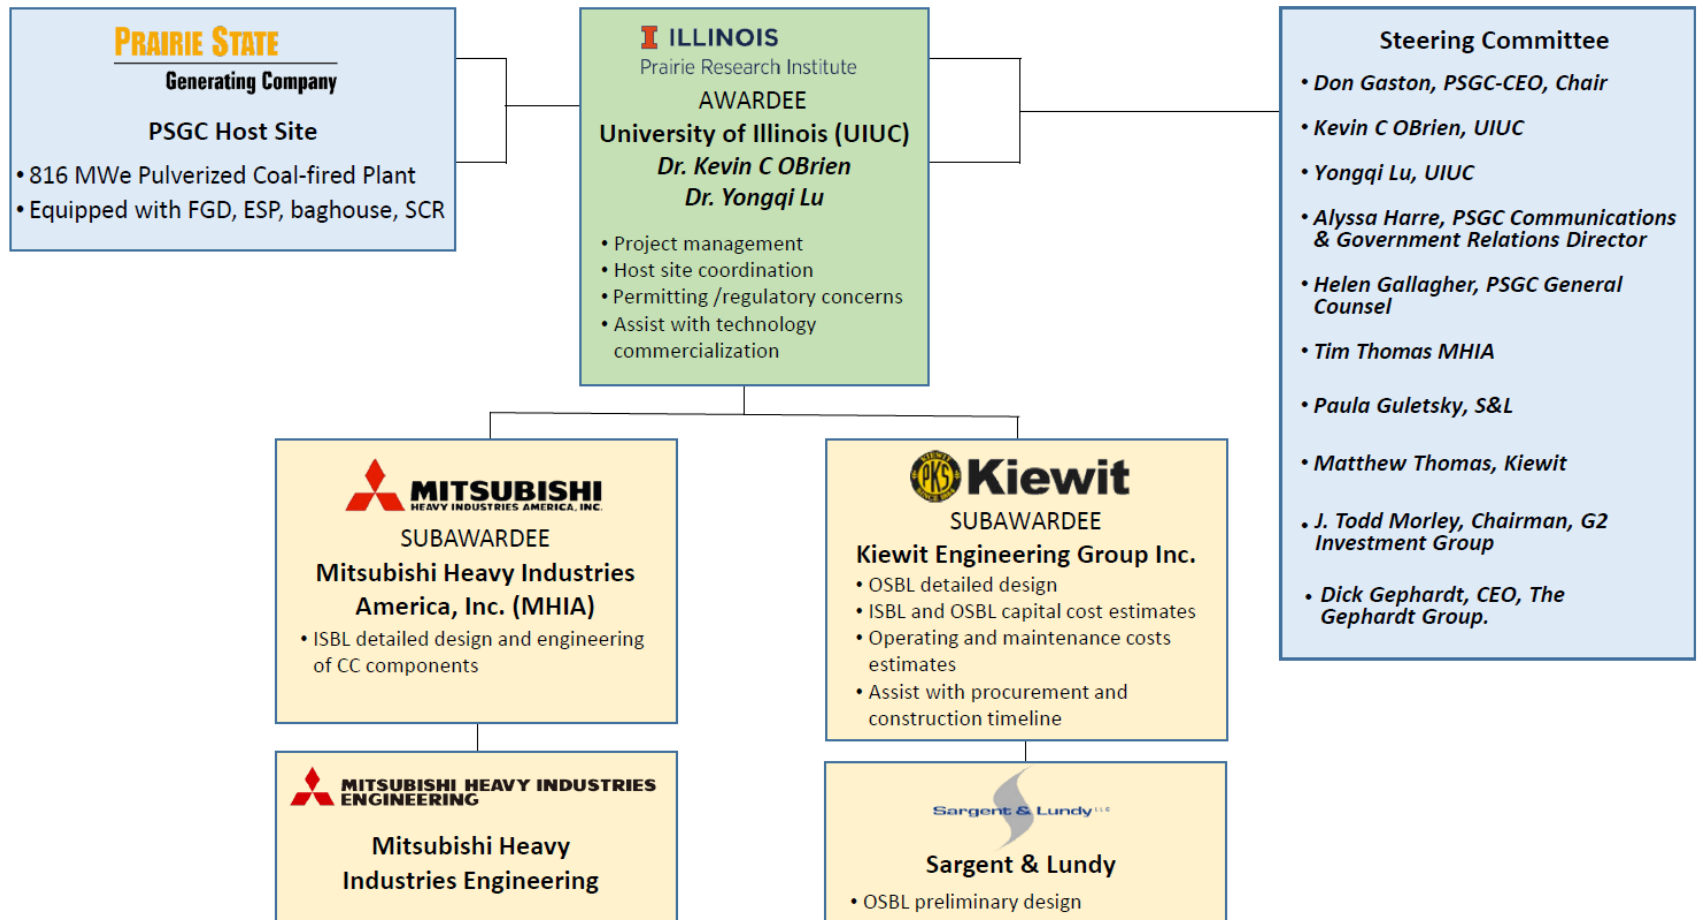 PRAIRIE STATE
Generating Company
PSGC Host Site
• 816 MWe Pulverized Coal-fired Plant
• Equipped with FGD, ESP, baghouse, SCR
I ILLINOIS
Prairie Research Institute
AWARDEE
University of Illinois (UIUC)
Dr. Kevin C OBrien
Dr. Yongqi Lu
• Project management
• Host site coordination
• Permitting /regulatory concerns
• Assist with technology
commercialization
Steering Committee
• Don Gaston, PSGC-CEO, Chair
• Kevin C OBrien, UIUC
• Yongqi Lu, UIUC
• Alyssa Harre, PSGC Communications
& Government Relations Director
• Helen Gallagher, PSGC General
Counsel
• Tim Thomas MHIA
• Paula Guletsky, S&L
• Matthew Thomas, Kiewit
• J. Todd Morley, Chairman, G2
Investment Group
• Dick Gephardt, CEO, The
Gephardt Group.
MITSUBISHI
HEAVY INDUSTRIES AMERICA, INC.
SUBAWARDEE
Mitsubishi Heavy Industries
America, Inc. (MHIA)
• ISBL detailed design and engineering
of CC components
KIEWIT
PKS
SINCE 1884
Kiewit
SUBAWARDEE
Kiewit Engineering Group Inc.
• OSBL detailed design
• ISBL and OSBL capital cost estimates
• Operating and maintenance costs
estimates
• Assist with procurement and
construction timeline
MITSUBISHI HEAVY INDUSTRIES
ENGINEERING
Mitsubishi Heavy
Industries Engineering
Sargent & Lundy LLC
Sargent & Lundy
• OSBL preliminary design